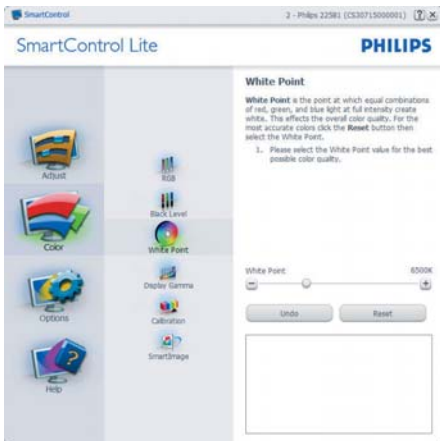 SmartControl
2 - Philips 225B1 (CS30715000001)
SmartControl Lite
PHILIPS
Adjust
Color
Options
Help
RGB
Black Level
White Point
Display Gamma
Calibration
SmartImage
White Point
White Point is the point at which equal combinations
of red, green, and blue light at full intensity create
white. This effects the overall color quality. For the
most accurate colors click the Reset button then
select the White Point.
1. Please select the White Point value for the best
possible color quality.
White Point 6500K
Undo Reset